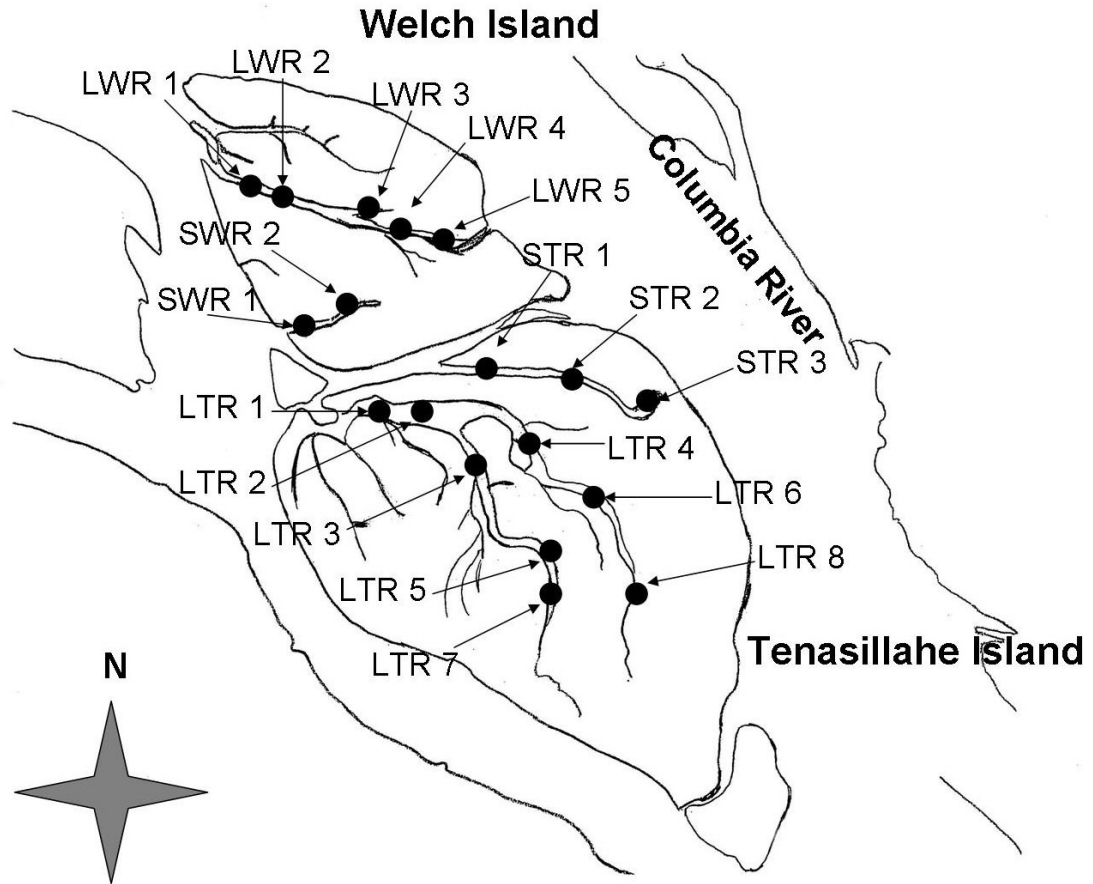 Welch Island
LWR 2
LWR 1
LWR 3
LWR 4
Columbia River
LWR 5
SWR 2
STR 1
SWR 1
STR 2
STR 3
LTR 1
LTR 4
LTR 2
LTR 6
LTR 3
LTR 8
LTR 5
Tenasillahe Island
LTR 7
N